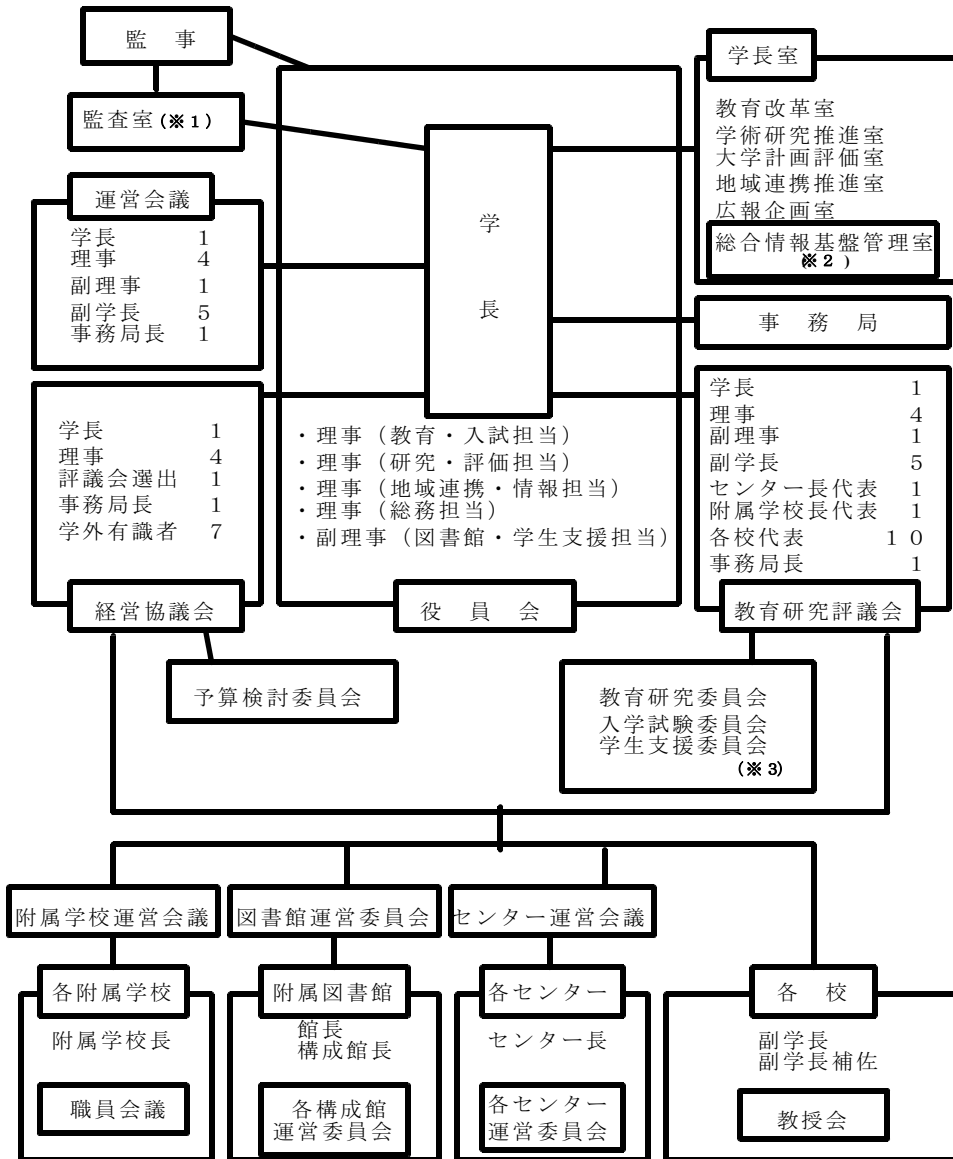 監 事
監査室(※1)
運営会議
学長 1
理事 4
副理事 1
副学長 5
事務局長 1
学長 1
理事 4
評議会選出 1
事務局長 1
学外有識者 7
経営協議会
予算検討委員会
学
長
・理事（教育・入試担当）
・理事（研究・評価担当）
・理事（地域連携・情報担当）
・理事（総務担当）
・副理事（図書館・学生支援担当）
役 員 会
学長室
教育改革室
学術研究推進室
大学計画評価室
地域連携推進室
広報企画室
総合情報基盤管理室
(※2)
事 務 局
学長 1
理事 4
副理事 1
副学長 5
センター長代表 1
附属学校長代表 1
各校代表 10
事務局長 1
教育研究評議会
教育研究委員会
入学試験委員会
学生支援委員会
(※3)
附属学校運営会議
各附属学校
附属学校長
職員会議
図書館運営委員会
附属図書館
館長
構成館長
各構成館
運営委員会
センター運営会議
各センター
センター長
各センター
運営委員会
各 校
副学長
副学長補佐
教授会